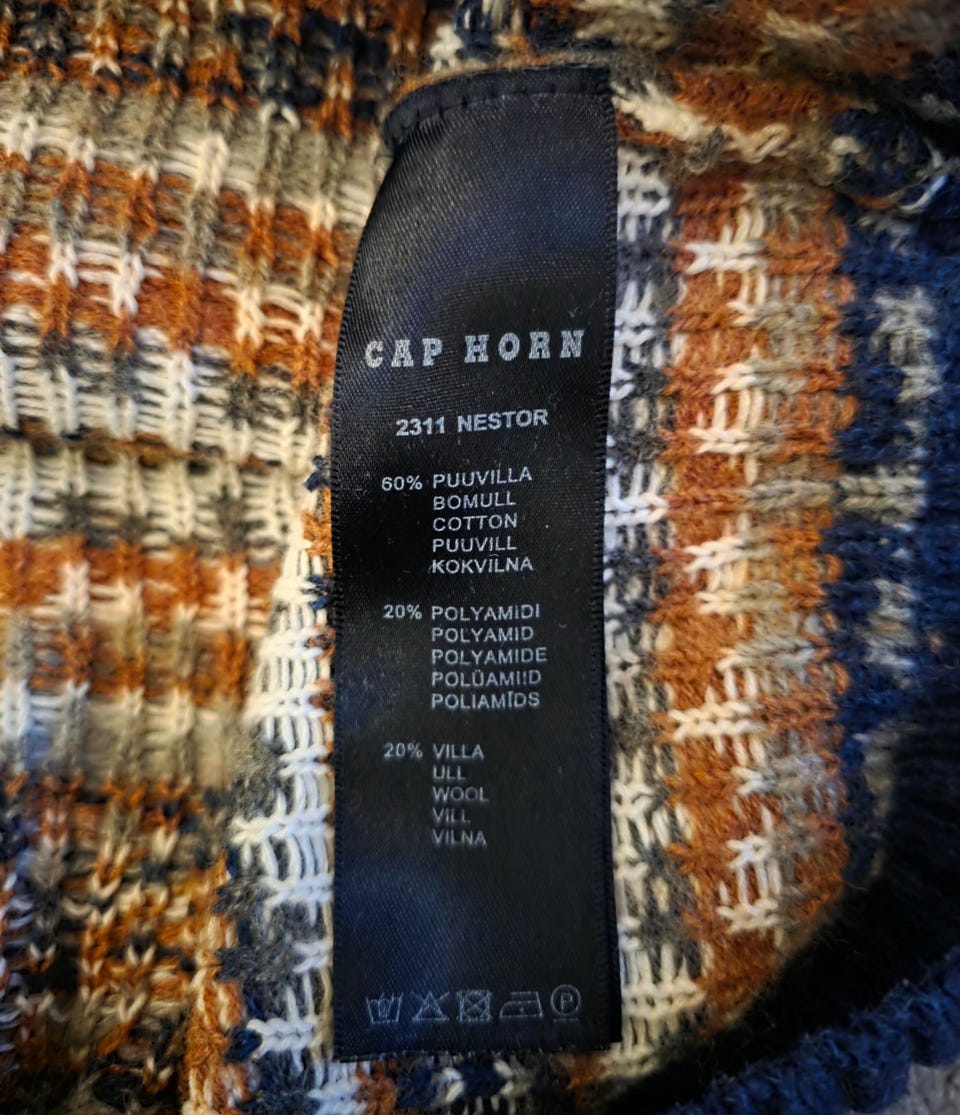 CAP HORN
2311 NESTOR
60% PUUVILLA
BOMULL
COTTON
PUUVILL
KOKVĪLNA
20% POLYAMIDI
POLYAMID
POLYAMIDE
POLÜAMIID
POLIAMĪDS
20% VILLA
ULL
WOOL
VILL
VILNA
P